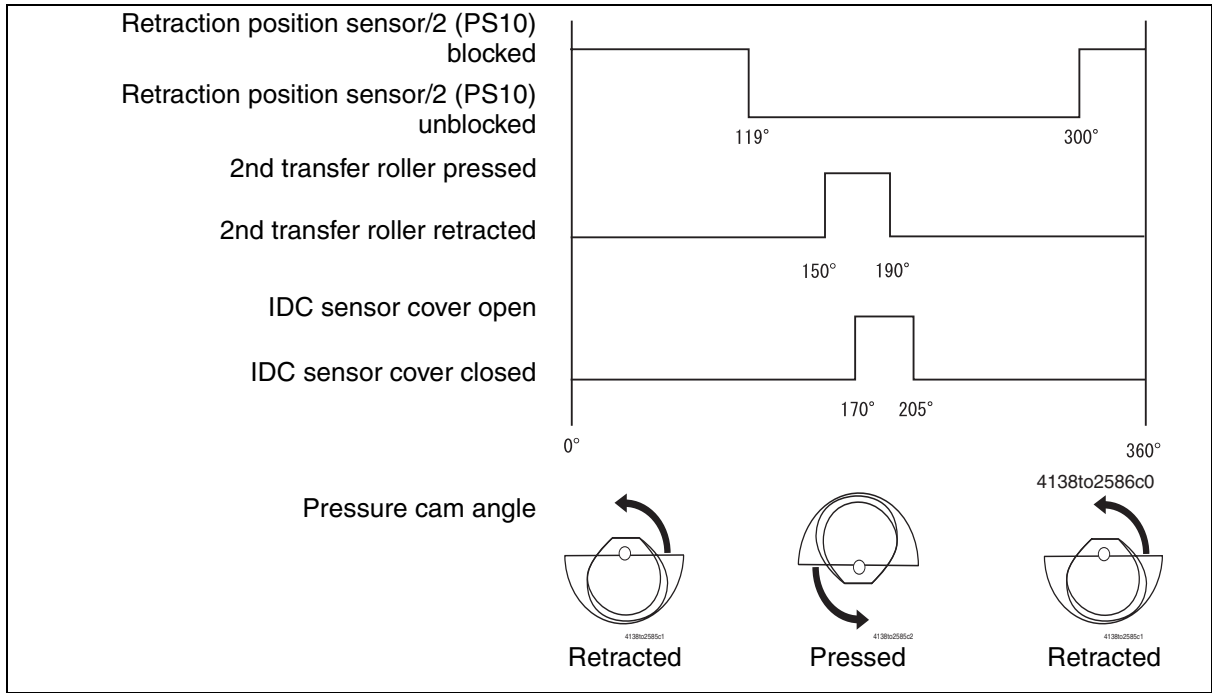 Retraction position sensor/2 (PS10)
blocked
Retraction position sensor/2 (PS10)
unblocked
119°
300°
2nd transfer roller pressed
2nd transfer roller retracted
150°
190°
IDC sensor cover open
IDC sensor cover closed
170°
205°
0°
360°
4138to2586c0
Pressure cam angle
4138to2585c1
4138to2585c2
4138to2585c1
Retracted
Pressed
Retracted